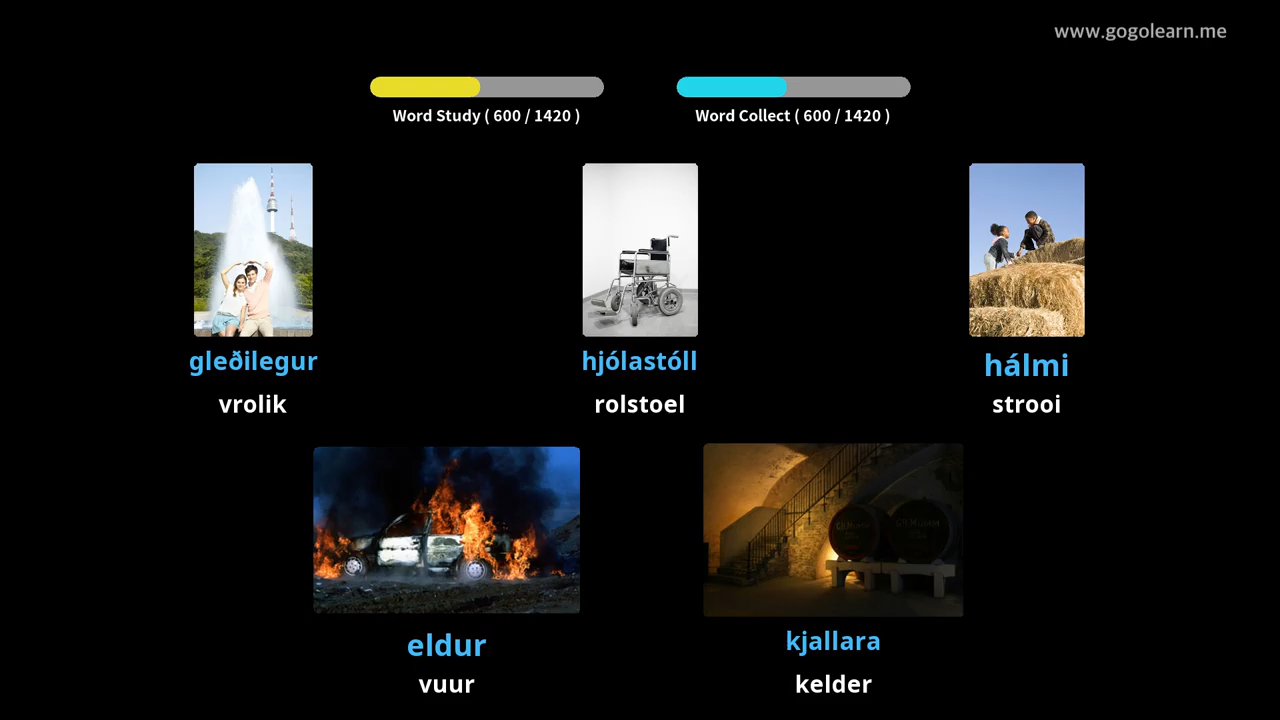 www.gogolearn.me
Word Study ( 600 / 1420 )
Word Collect ( 600 / 1420 )
gleðilegur
vrolik
hjólastóll
rolstoel
hálmi
strooi
eldur
vuur
kjallara
kelder